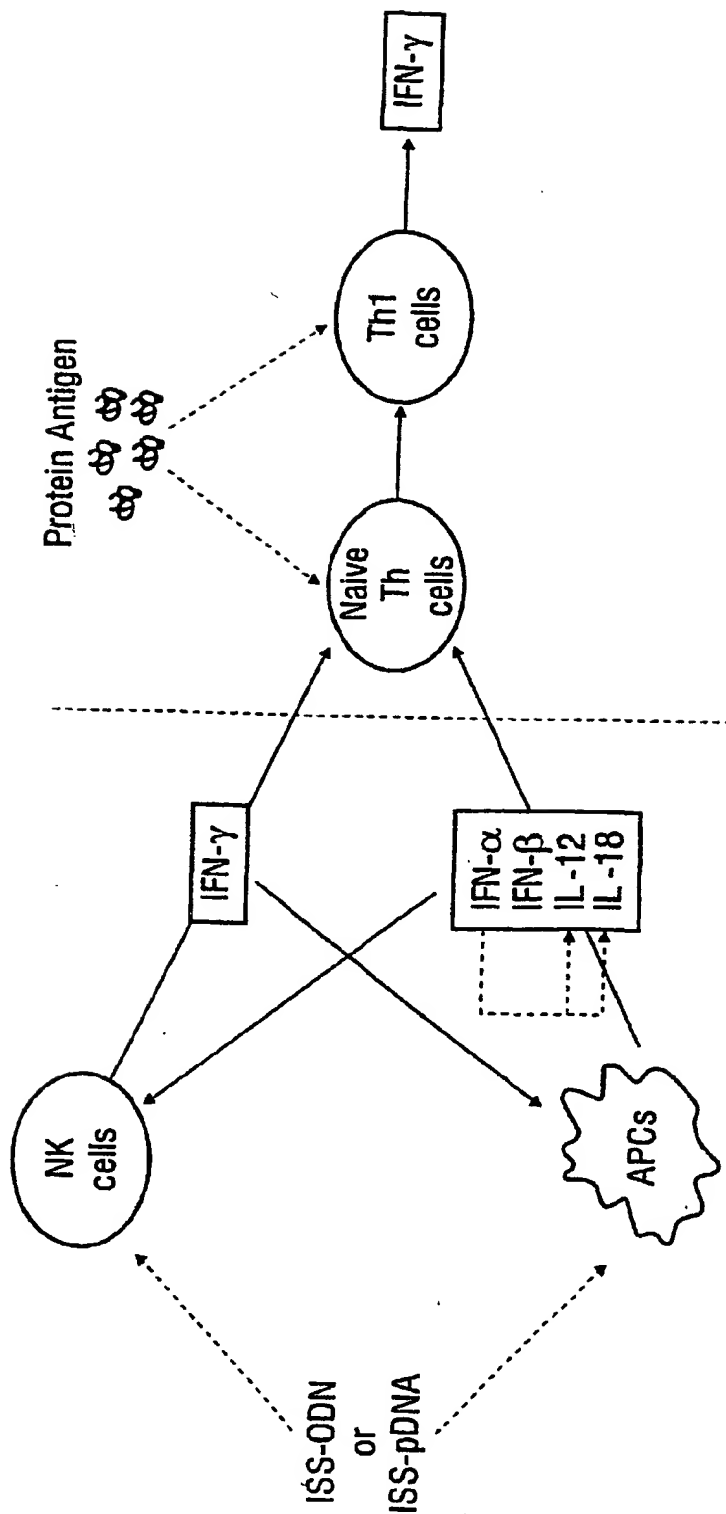 ISS-ODN
or
ISS-pDNA
NK
cells
APCs
IFN-γ
IFN-α
IFN-β
IL-12
IL-18
Protein Antigen
Naive
Th
cells
Th1
cells
IFN-γ